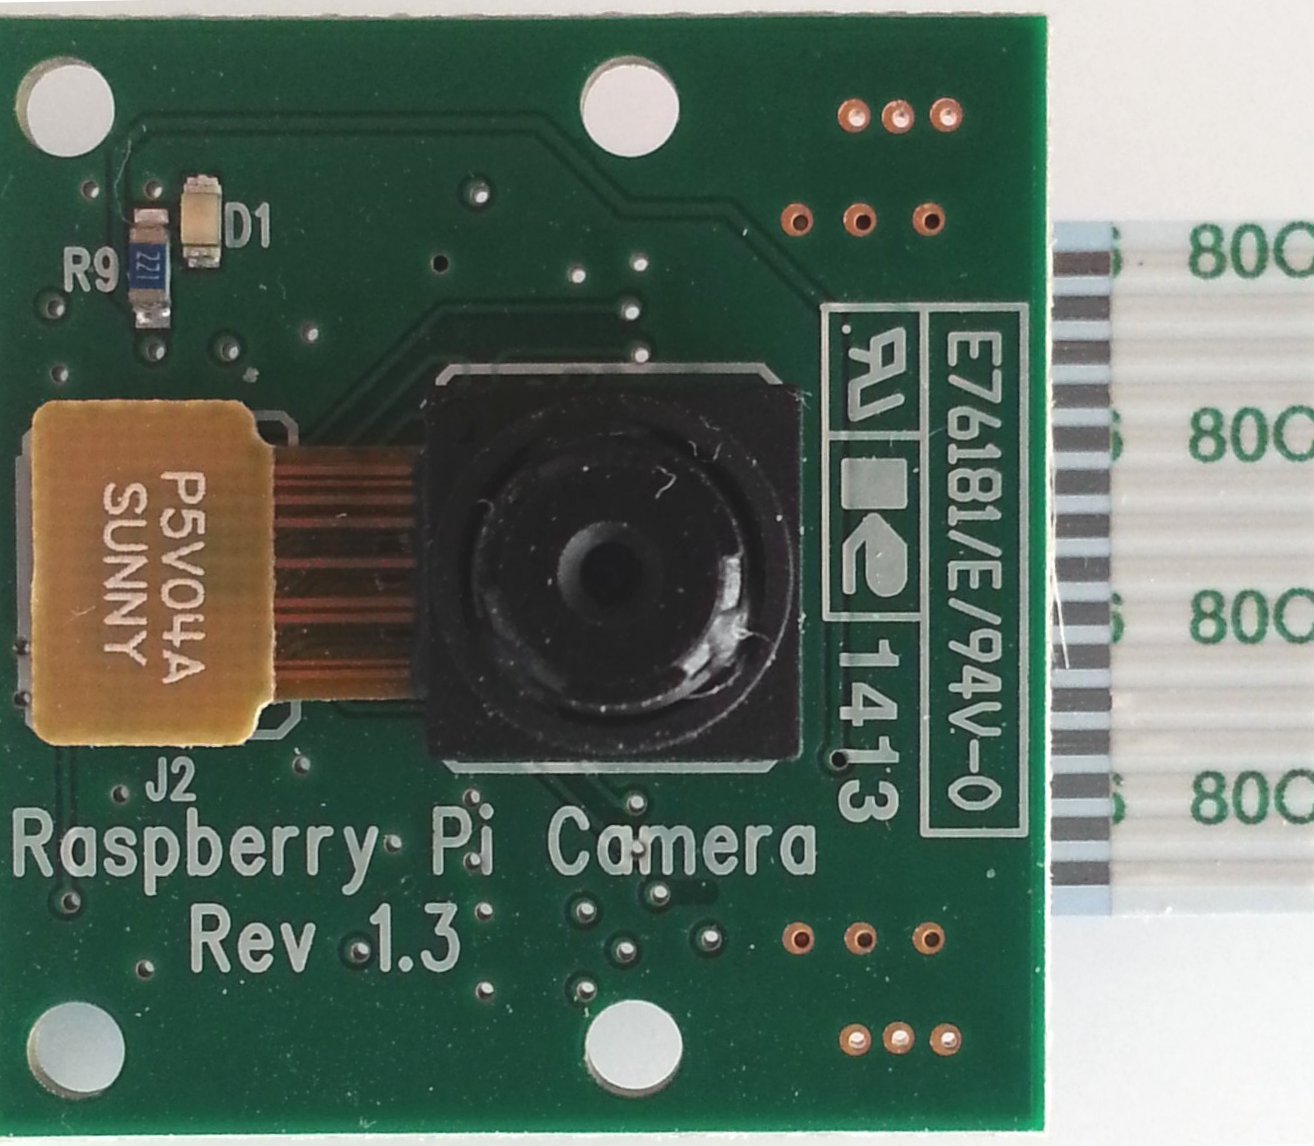 D1
R9
221
P5V04A
SUNNY
J2
Raspberry Pi Camera
Rev 1.3
E76181/E/94V-0
1413
80C
80C
80C
80C